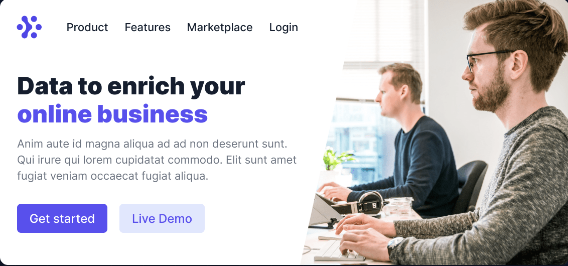 Product Features Marketplace Login
Data to enrich your
online business
Anim aute id magna aliqua ad ad non deserunt sunt.
Qui irure qui lorem cupidatat commodo. Elit sunt amet
fugiat veniam occaecat fugiat aliqua.
Get started Live Demo